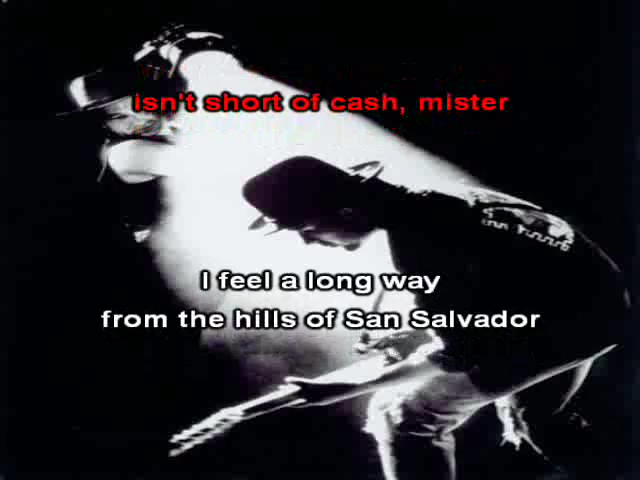 isn't short of cash, mister
I feel a long way
from the hills of San Salvador